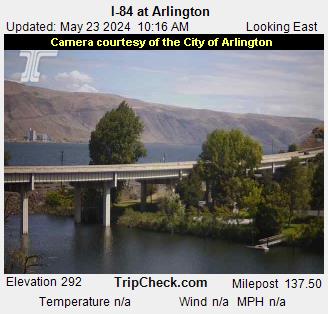 I-84 at Arlington
Updated: May 23 2024 10:16 AM Looking East
Camera courtesy of the City of Arlington
Elevation 292 TripCheck.com Milepost 137.50
Temperature n/a Wind n/a MPH n/a